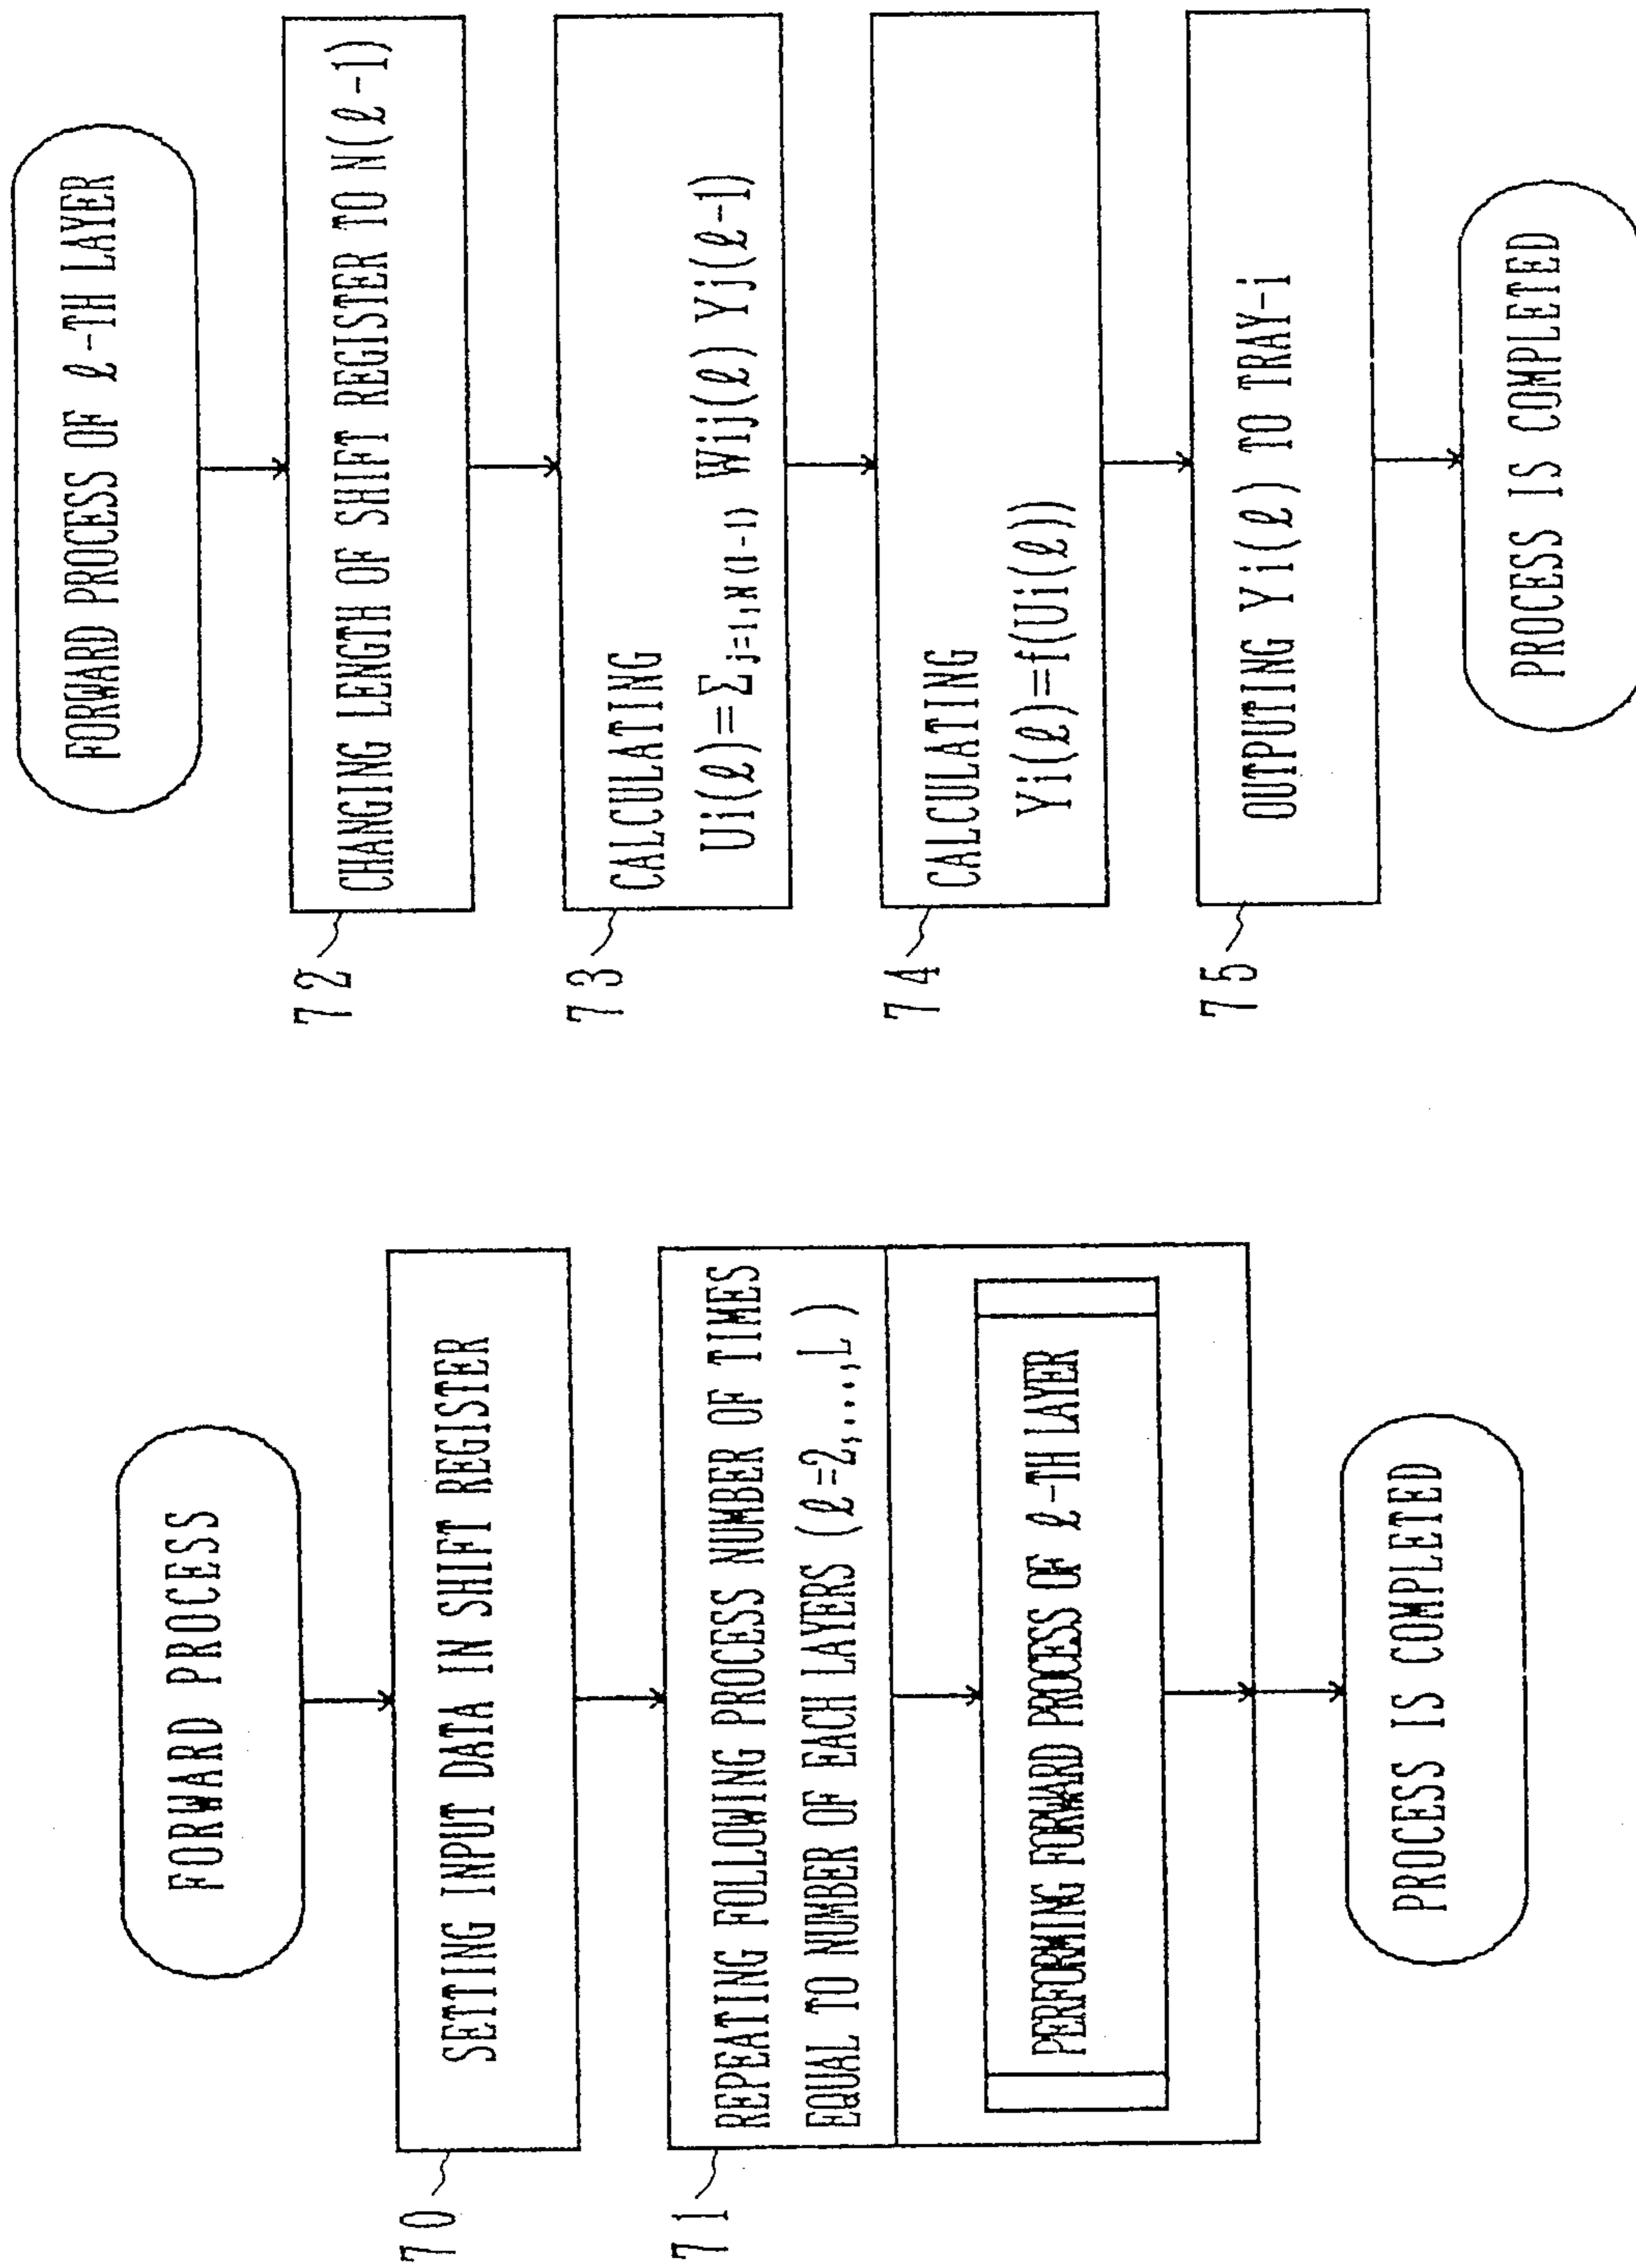 FORWARD PROCESS
70
SETTING INPUT DATA IN SHIFT REGISTER
71
REPEATING FOLLOWING PROCESS NUMBER OF TIMES
EQUAL TO NUMBER OF EACH LAYERS (ℓ=2,...,L)
PERFORMING FORWARD PROCESS OF ℓ-TH LAYER
PROCESS IS COMPLETED
FORWARD PROCESS OF ℓ-TH LAYER
72
CHANGING LENGTH OF SHIFT REGISTER TO N(ℓ-1)
73
CALCULATING
Ui(ℓ)=Σ j=1,N(1-1) Wij(ℓ) Yj(ℓ-1)
74
CALCULATING
Yi(ℓ)=f(Ui(ℓ))
75
OUTPUTING Yi(ℓ) TO TRAY-i
PROCESS IS COMPLETED